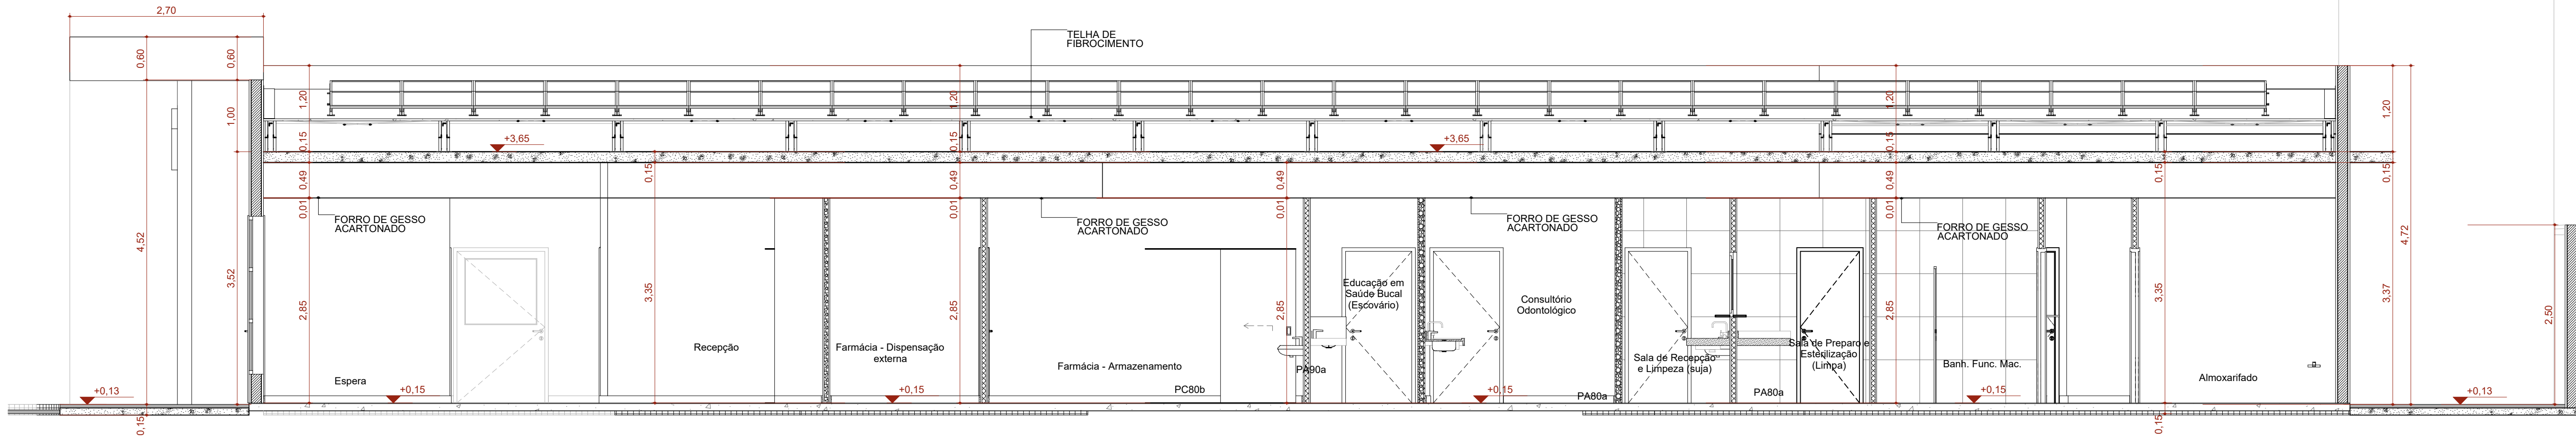 2,70
TELHA DE
FIBROCIMENTO
0,60
0,60
1,00
1,20
1,20
1,20
1,20
0,15
0,15
0,15
+3,65
+3,65
0,49
0,15
0,49
0,49
0,49
0,15
0,15
0,01
0,01
0,01
0,01
FORRO DE GESSO
ACARTONADO
FORRO DE GESSO
ACARTONADO
FORRO DE GESSO
ACARTONADO
FORRO DE GESSO
ACARTONADO
4,52
3,52
2,85
3,35
2,85
2,85
2,85
3,35
3,37
4,72
2,50
Educação em
Saúde Bucal
(Escovário)
Consultório
Odontológico
Recepção
Farmácia - Dispensação
externa
Farmácia - Armazenamento
Sala de Recepção
e Limpeza (suja)
Sala de Preparo e
Esterilização
(Limpa)
Banh. Func. Mac.
Almoxarifado
Espera
PA90a
PC80b
PA80a
PA80a
+0,13
+0,15
+0,15
+0,15
+0,15
+0,13
0,15
0,15